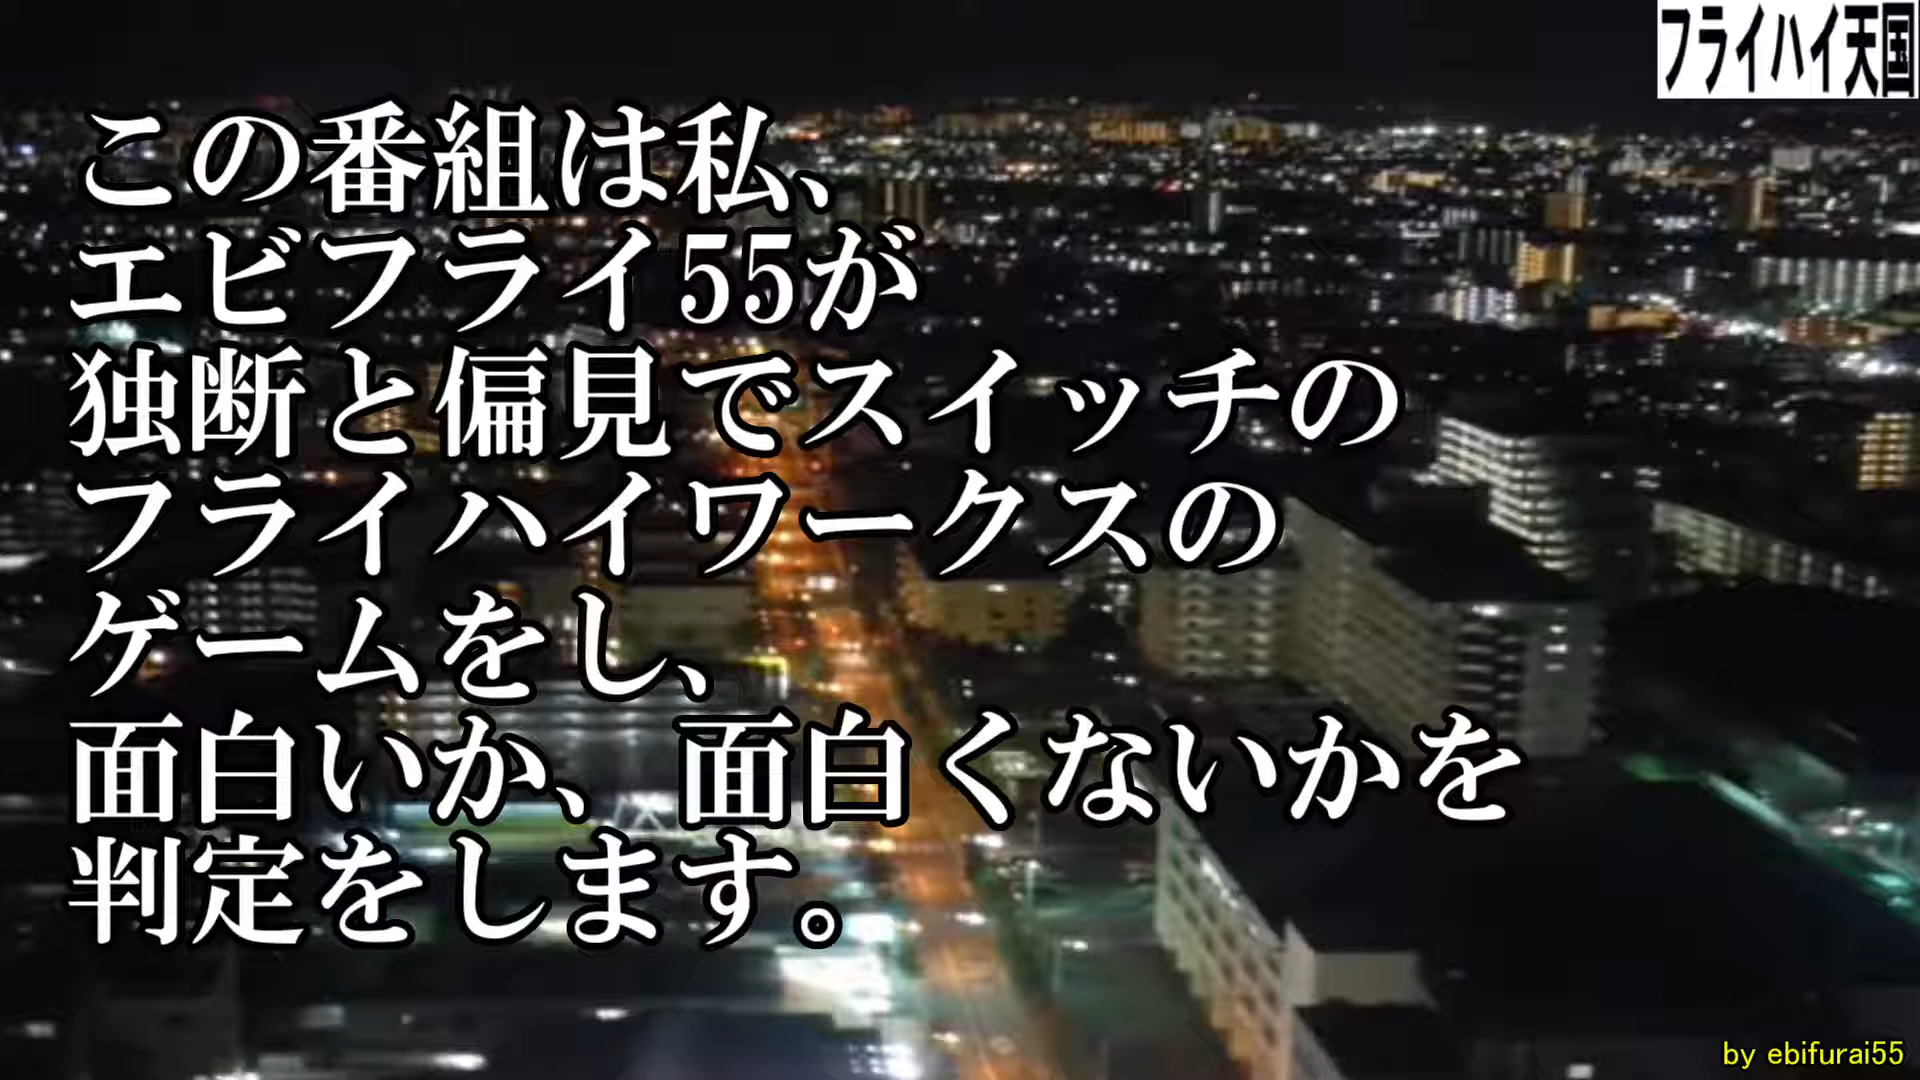 フライハイ天国
この番組は私、
エビフライ55が
独断と偏見でスイッチの
フライハイワークスの
ゲームをし、
面白いか、面白くないかを
判定をします。
by ebifurai55